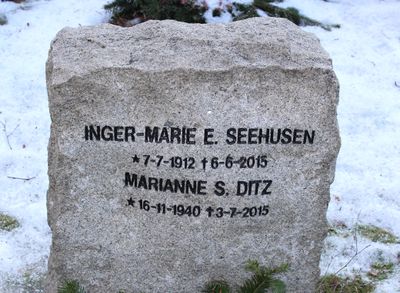 INGER-MARIE E. SEEHUSEN
*7-7-1912 †6-6-2015
MARIANNE S. DITZ
*16-11-1940 †3-7-2015